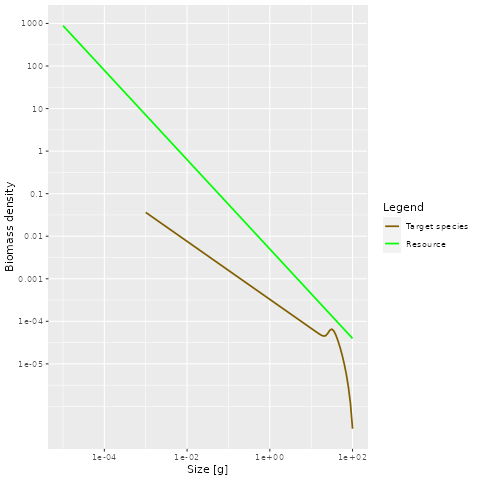 1000
100
10
1
0.1
0.01
0.001
1e-04
1e-05
Biomass density
1e-04 1e-02 1e+00 1e+02
Size [g]
Legend
Target species
Resource